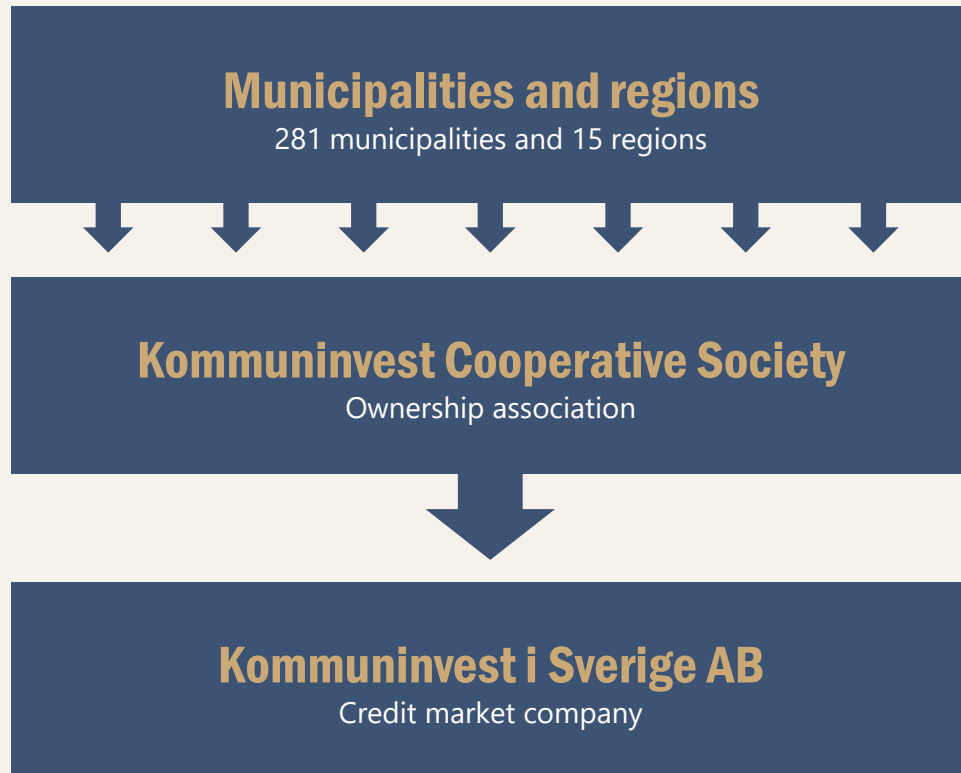 Municipalities and regions
281 municipalities and 15 regions
Kommuninvest Cooperative Society
Ownership association
Kommuninvest i Sverige AB
Credit market company